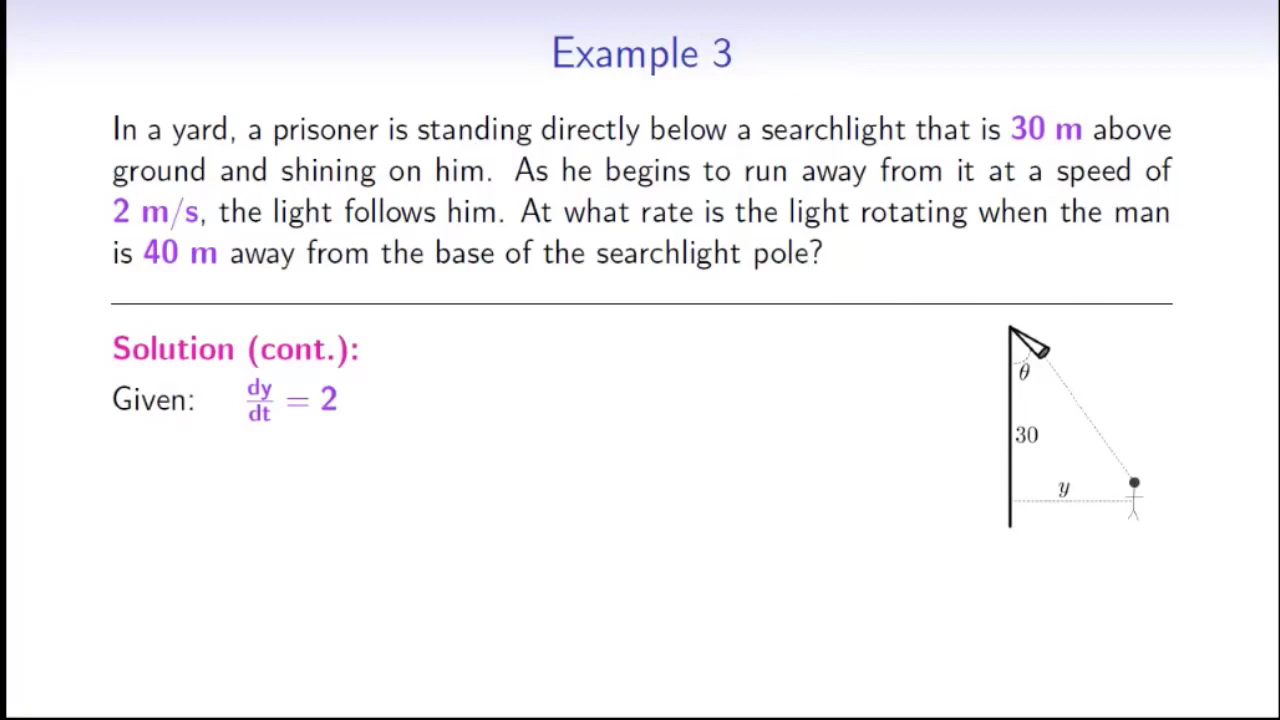 Example 3
In a yard, a prisoner is standing directly below a searchlight that is 30 m above
ground and shining on him. As he begins to run away from it at a speed of
2 m/s, the light follows him. At what rate is the light rotating when the man
is 40 m away from the base of the searchlight pole?
Solution (cont.):
Given: dy/dt = 2
θ
30
y